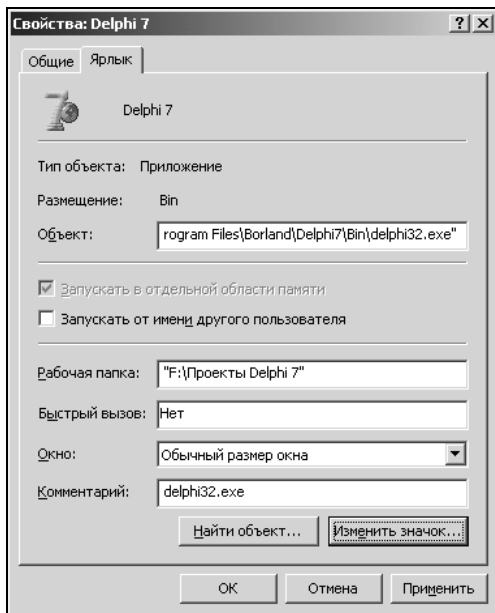 Свойства: Delphi 7
Общие Ярлык
Delphi 7
Тип объекта: Приложение
Размещение: Bin
Объект: rogram Files\Borland\Delphi7\Bin\delphi32.exe"
Запускать в отдельной области памяти
Запускать от имени другого пользователя
Рабочая папка: "F:\Проекты Delphi 7"
Быстрый вызов: Нет
Окно: Обычный размер окна
Комментарий: delphi32.exe
Найти объект... Изменить значок...
ОК Отмена Применить